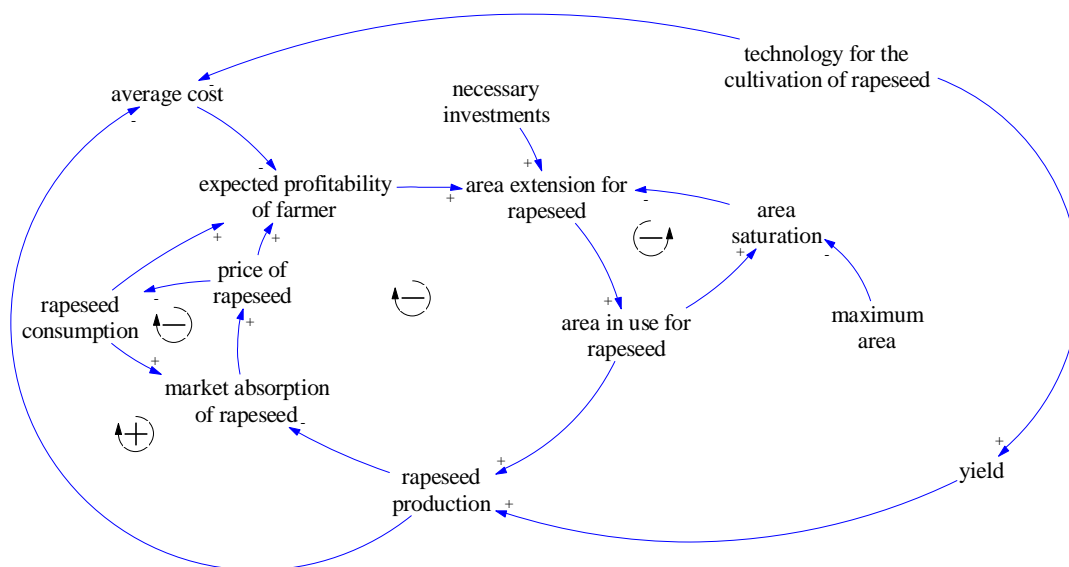 technology for the
cultivation of rapeseed
average cost
necessary
investments
expected profitability
of farmer
area extension for
rapeseed
area
saturation
price of
rapeseed
rapeseed
consumption
area in use for
rapeseed
maximum
area
market absorption
of rapeseed
rapeseed
production
yield